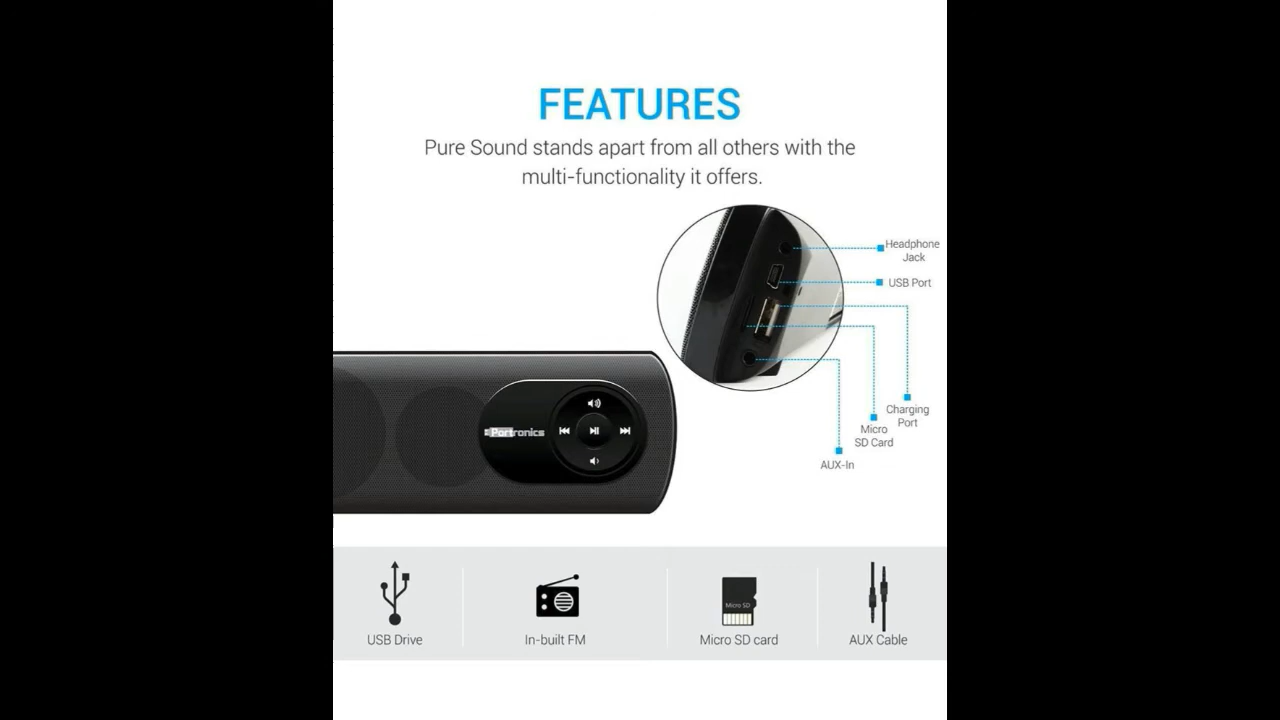 FEATURES
Pure Sound stands apart from all others with the
multi-functionality it offers.
Headphone
Jack
USB Port
Charging
Port
Micro
SD Card
AUX-In
Portronics
Micro SD
USB Drive
In-built FM
Micro SD card
AUX Cable